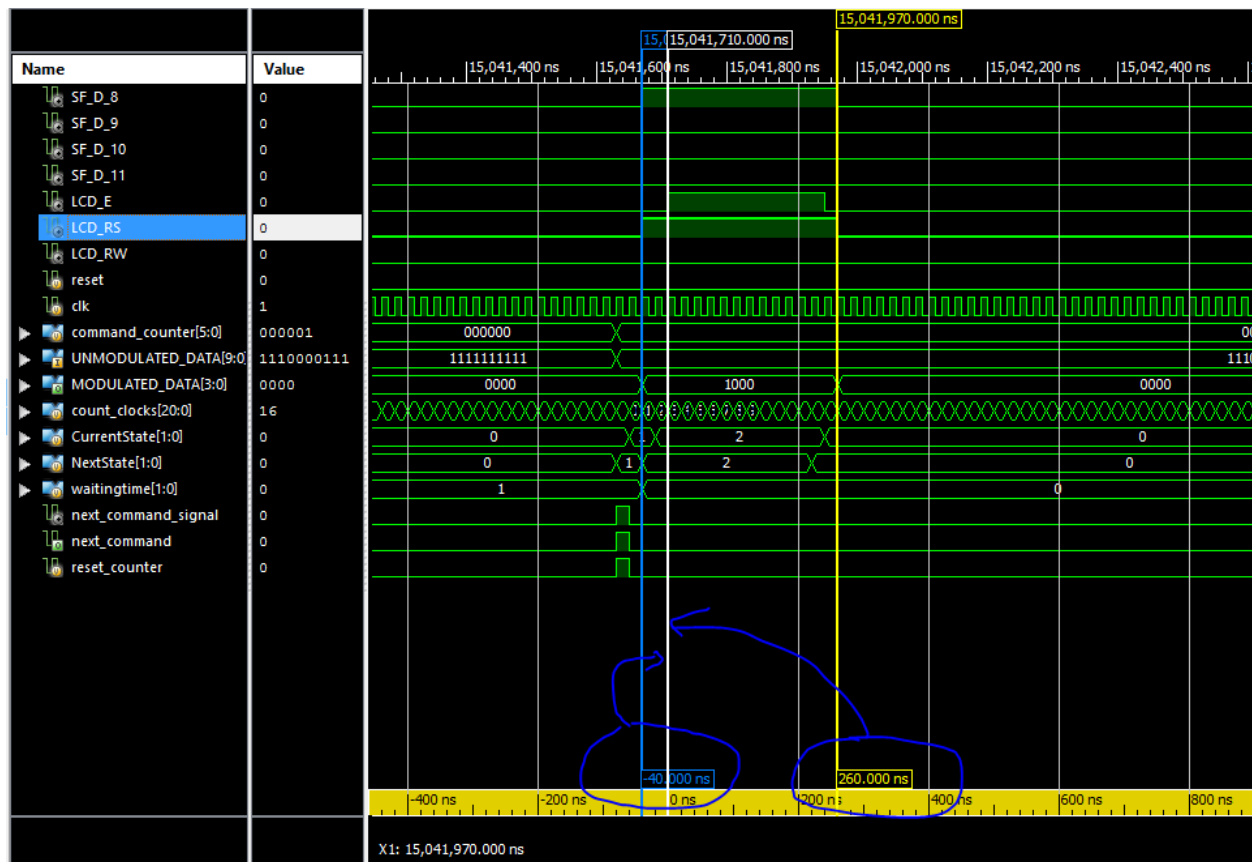 15,041,970.000 ns
15,041,710.000 ns
Name Value
15,041,400 ns 15,041,600 ns 15,041,800 ns 15,042,000 ns 15,042,200 ns 15,042,400 ns
SF_D_8 0
SF_D_9 0
SF_D_10 0
SF_D_11 0
LCD_E 0
LCD_RS 0
LCD_RW 0
reset 0
clk 1
command_counter[5:0] 000001 000000
UNMODULATED_DATA[9:0] 1110000111 1111111111
MODULATED_DATA[3:0] 0000 0000 1000 0000
count_clocks[20:0] 16
CurrentState[1:0] 0 0 1 2 0
NextState[1:0] 0 0 1 2 0
waitingtime[1:0] 0 1 0
next_command_signal 0
next_command 0
reset_counter 0
-40.000 ns 260.000 ns
-400 ns -200 ns 0 ns 200 ns 400 ns 600 ns 800 ns
X1: 15,041,970.000 ns